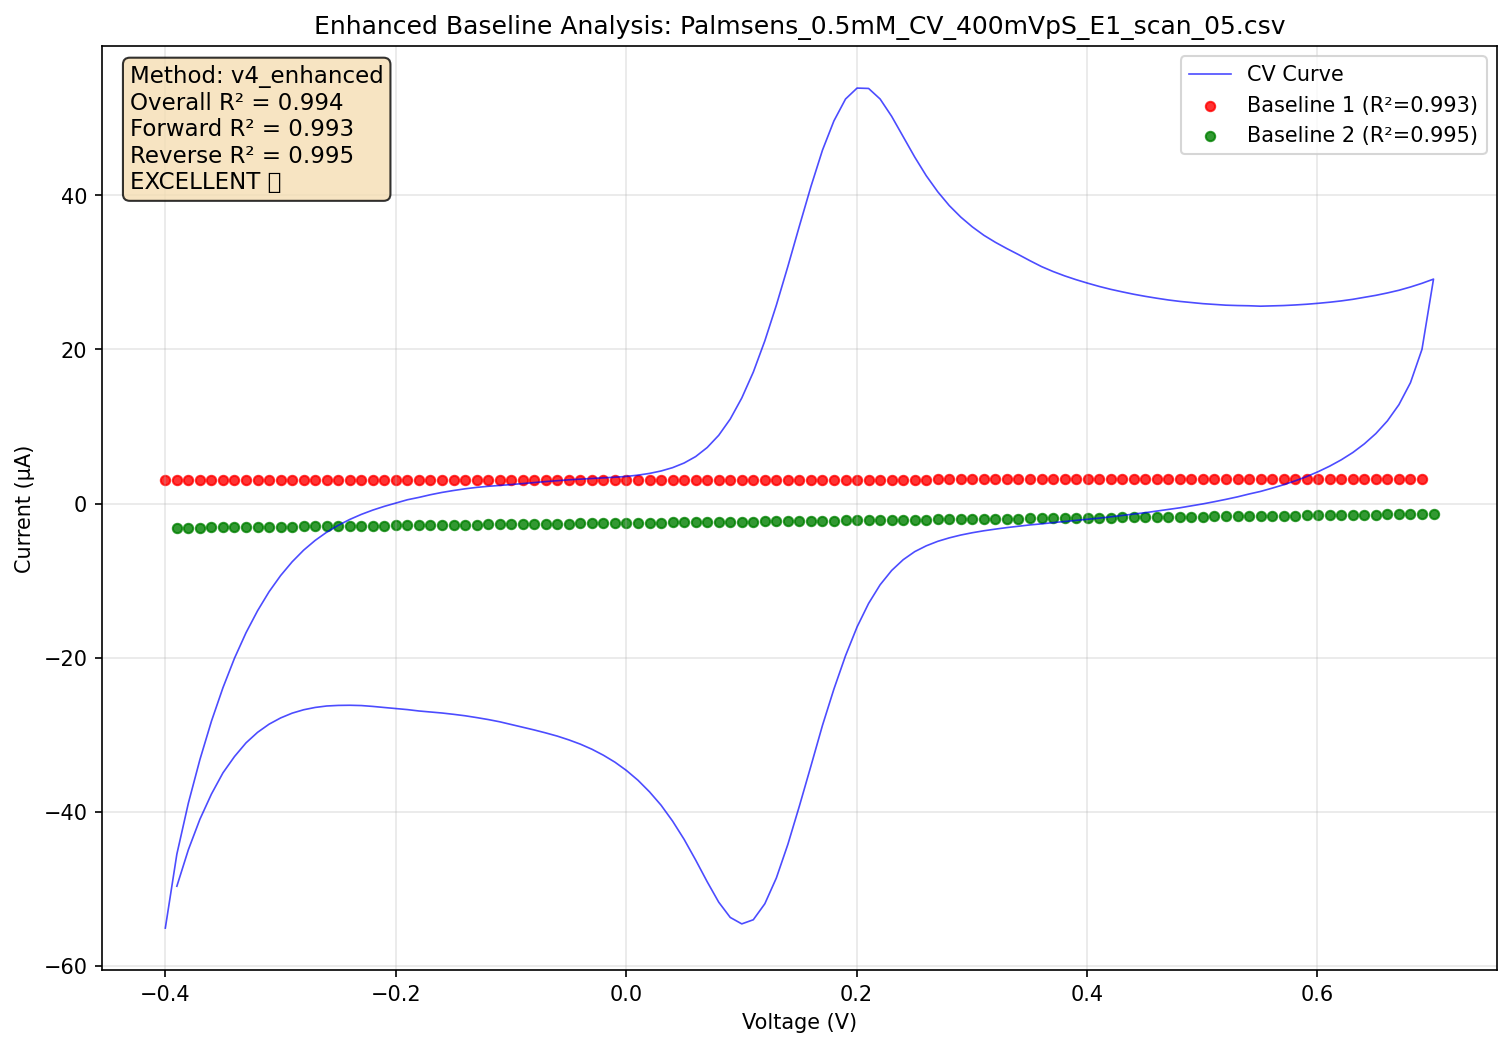 Enhanced Baseline Analysis: Palmsens_0.5mM_CV_400mVpS_E1_scan_05.csv
Method: v4_enhanced
Overall R² = 0.994
Forward R² = 0.993
Reverse R² = 0.995
EXCELLENT
CV Curve
Baseline 1 (R²=0.993)
Baseline 2 (R²=0.995)
40
20
0
−20
−40
−60
Current (μA)
−0.4
−0.2
0.0
0.2
0.4
0.6
Voltage (V)